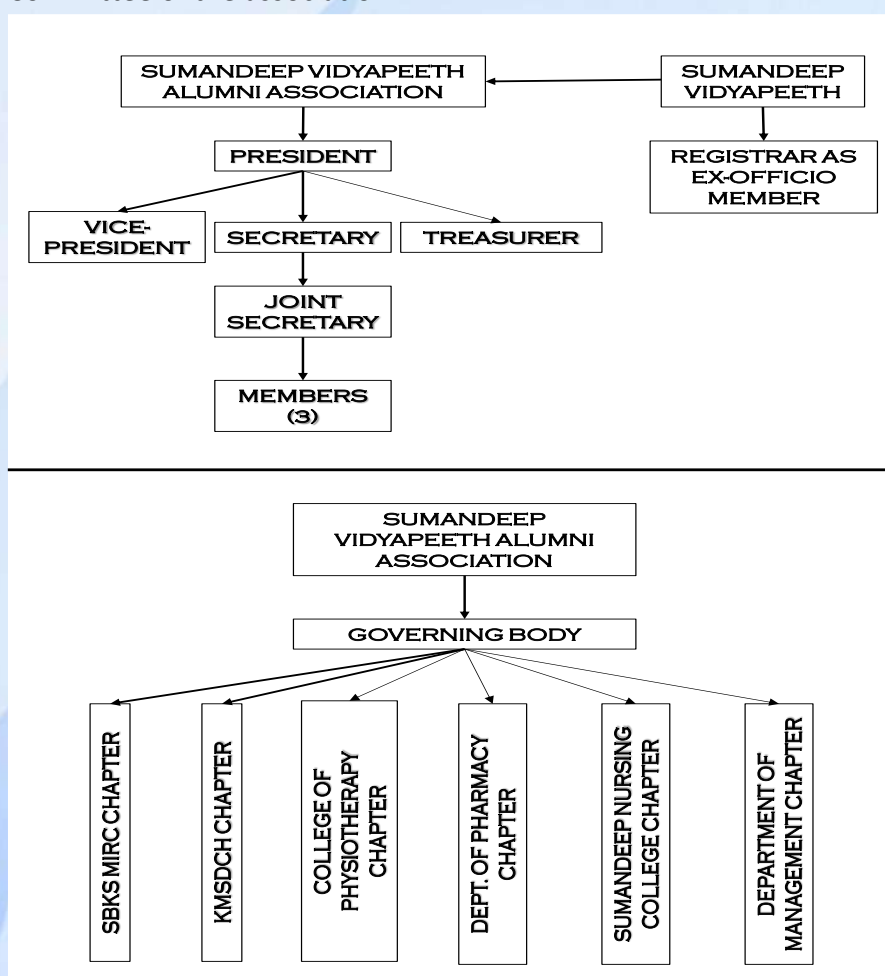 SUMANDEEP VIDYAPEETH
ALUMNI ASSOCIATION
SUMANDEEP
VIDYAPEETH
PRESIDENT
REGISTRAR AS
EX-OFFICIO
MEMBER
VICE-
PRESIDENT
SECRETARY
TREASURER
JOINT
SECRETARY
MEMBERS
(3)
SUMANDEEP
VIDYAPEETH ALUMNI
ASSOCIATION
GOVERNING BODY
SBKS MIRC CHAPTER
KMSDCH CHAPTER
COLLEGE OF
PHYSIOTHERAPY
CHAPTER
DEPT. OF PHARMACY
CHAPTER
SUMANDEEP NURSING
COLLEGE CHAPTER
DEPARTMENT OF
MANAGEMENT CHAPTER